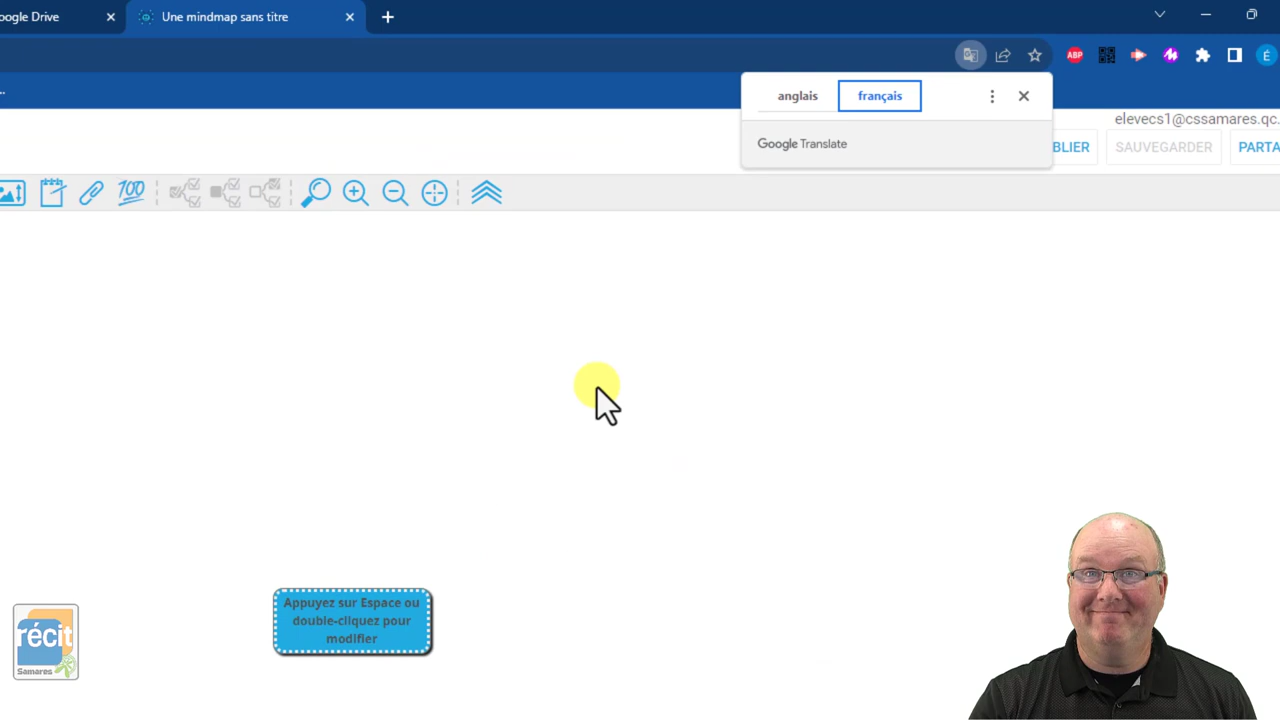 oogle Drive
Une mindmap sans titre
ABP
É
..
anglais
français
Google Translate
elevecs1@cssamares.qc.
BLIER
SAUVEGARDER
PARTA
100
Appuyez sur Espace ou
double-cliquez pour
modifier
récit
Samares